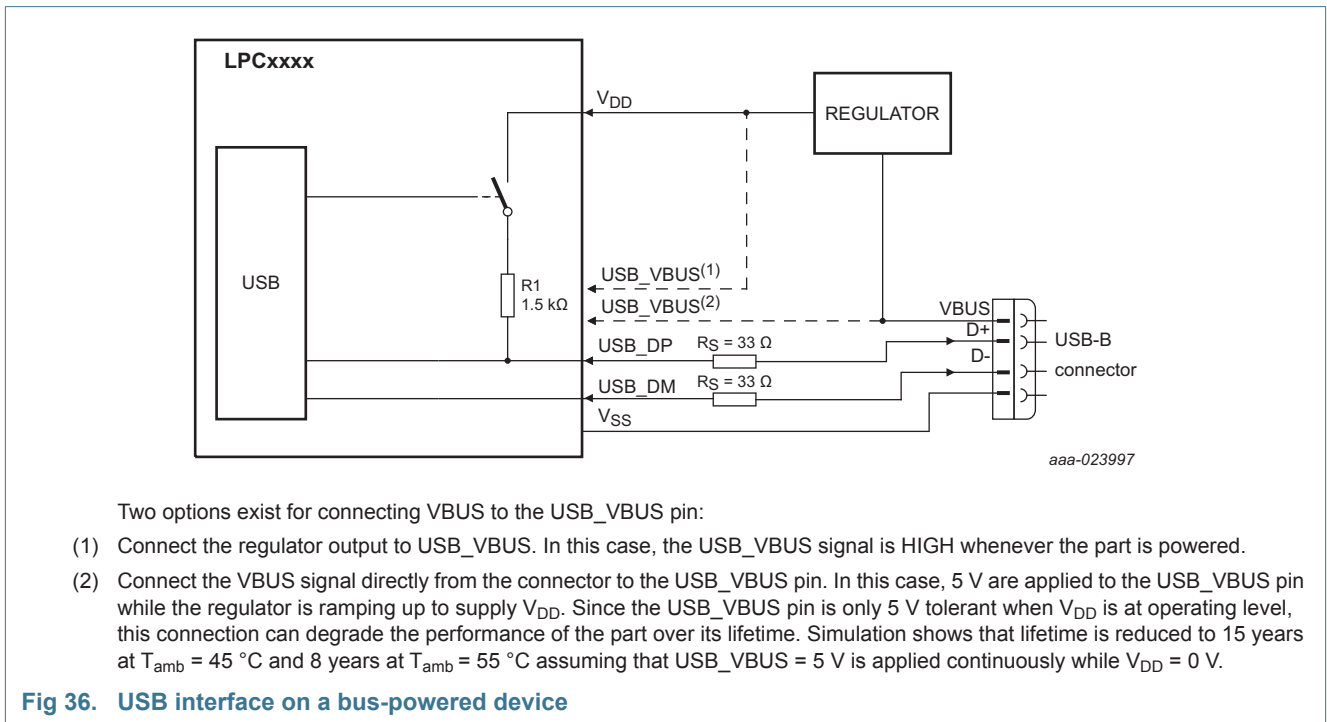 LPCxxxx
VDD
REGULATOR
USB
R1
1.5 kΩ
USB_VBUS(1)
USB_VBUS(2)
VBUS
USB_DP
RS = 33 Ω
D+
USB-B
D-
connector
USB_DM
RS = 33 Ω
VSS
aaa-023997
Two options exist for connecting VBUS to the USB_VBUS pin:
(1) Connect the regulator output to USB_VBUS. In this case, the USB_VBUS signal is HIGH whenever the part is powered.
(2) Connect the VBUS signal directly from the connector to the USB_VBUS pin. In this case, 5 V are applied to the USB_VBUS pin
while the regulator is ramping up to supply VDD. Since the USB_VBUS pin is only 5 V tolerant when VDD is at operating level,
this connection can degrade the performance of the part over its lifetime. Simulation shows that lifetime is reduced to 15 years
at Tamb = 45 °C and 8 years at Tamb = 55 °C assuming that USB_VBUS = 5 V is applied continuously while VDD = 0 V.
Fig 36. USB interface on a bus-powered device